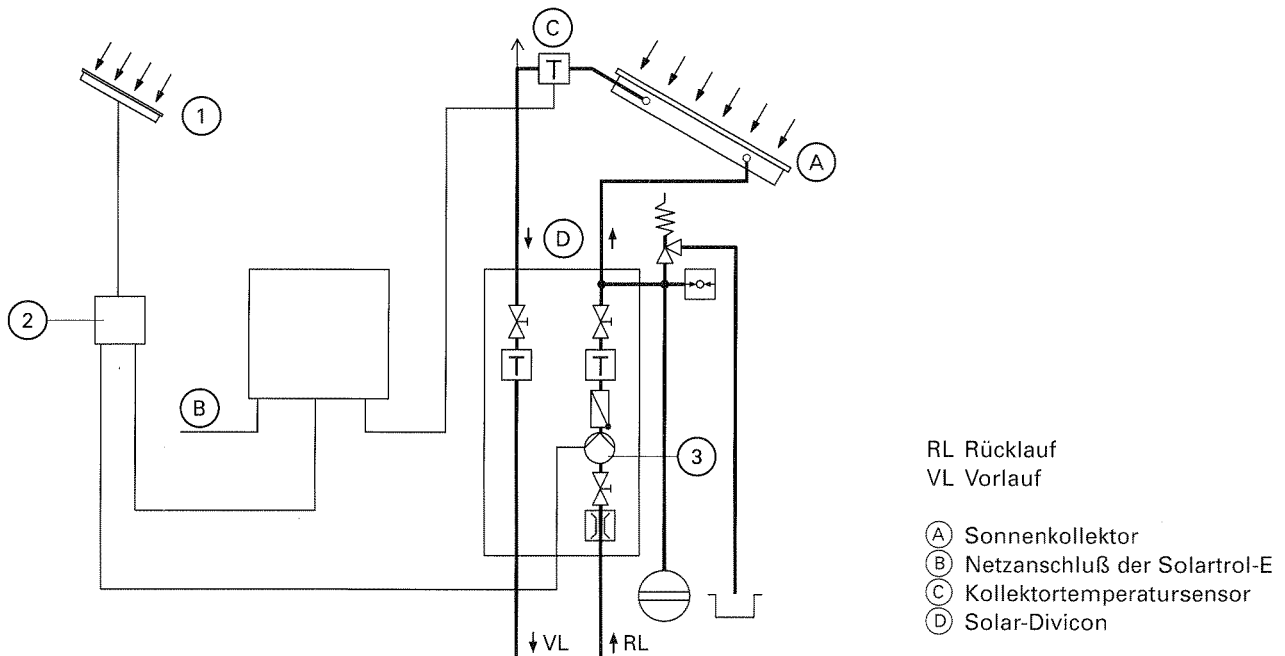 C
T
1
A
D
2
T
T
B
3
VL
RL
RL Rücklauf
VL Vorlauf
A Sonnenkollektor
B Netzanschluß der Solartrol-E
C Kollektortemperatursensor
D Solar-Divicon